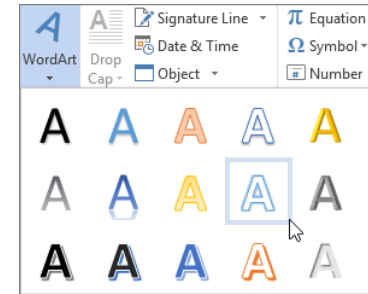 Signature Line
π Equation
Date & Time
Ω Symbol
WordArt
Drop
Cap
Object
# Number
A A A A A
A A A A A
A A A A A